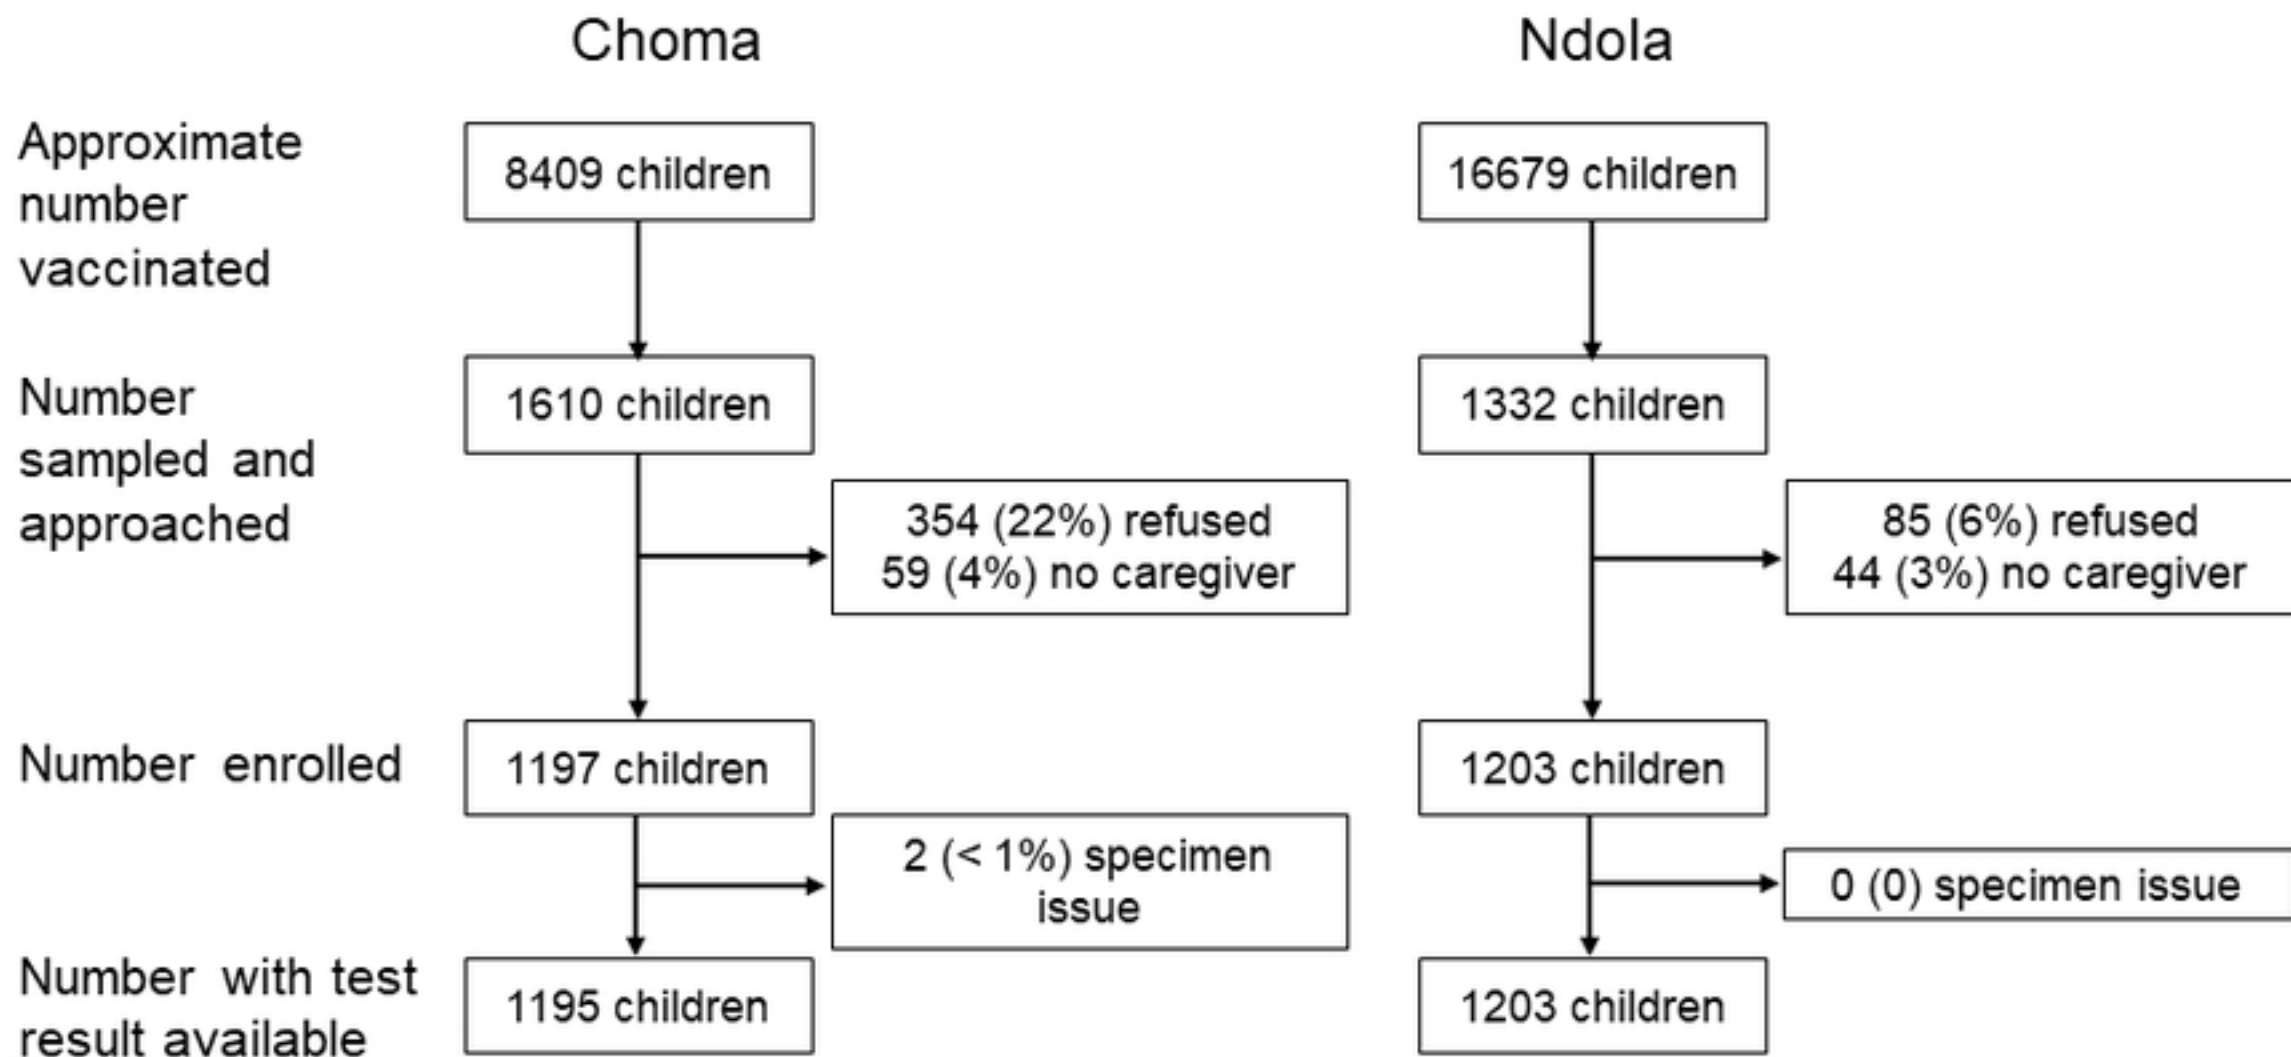 Choma
Ndola
Approximate
number
vaccinated
8409 children
16679 children
Number
sampled and
approached
1610 children
1332 children
354 (22%) refused
59 (4%) no caregiver
85 (6%) refused
44 (3%) no caregiver
Number enrolled
1197 children
1203 children
2 (< 1%) specimen
issue
0 (0) specimen issue
Number with test
result available
1195 children
1203 children